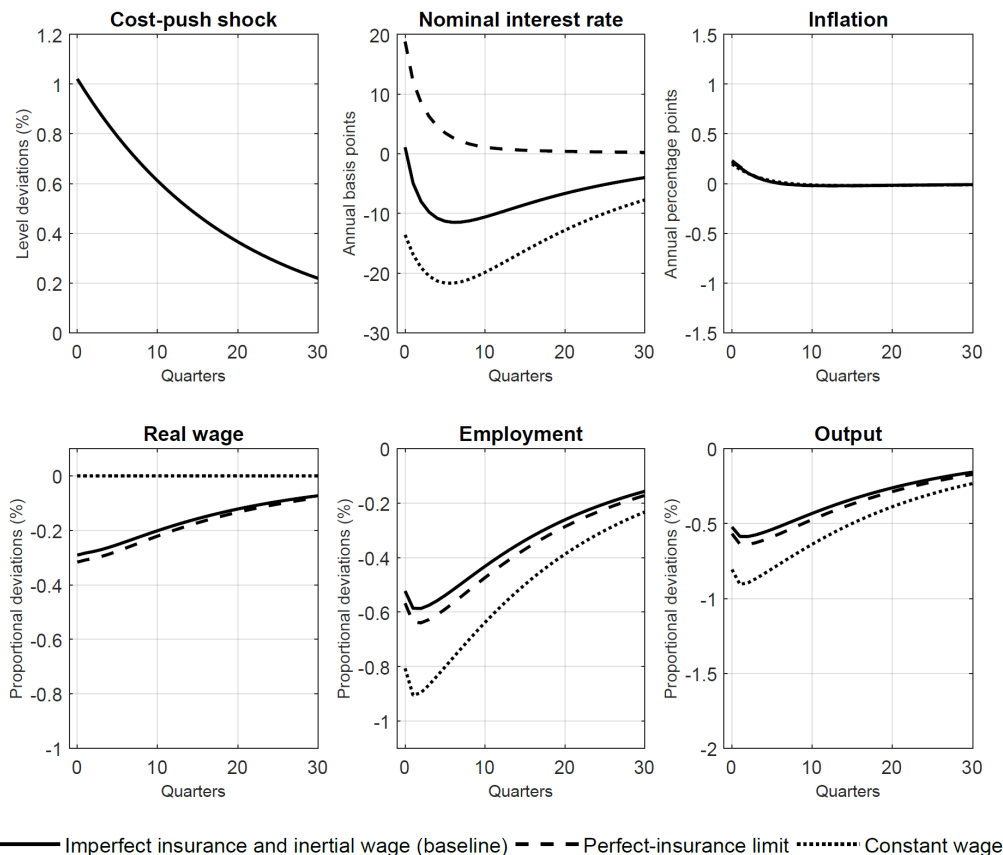 Cost-push shock
Level deviations (%)
1.2
1
0.8
0.6
0.4
0.2
0
0 10 20 30
Quarters
Nominal interest rate
Annual basis points
20
10
0
-10
-20
-30
0 10 20 30
Quarters
Inflation
Annual percentage points
1.5
1
0.5
0
-0.5
-1
-1.5
0 10 20 30
Quarters
Real wage
Proportional deviations (%)
0
-0.2
-0.4
-0.6
-0.8
-1
0 10 20 30
Quarters
Employment
Proportional deviations (%)
0
-0.2
-0.4
-0.6
-0.8
-1
0 10 20 30
Quarters
Output
Proportional deviations (%)
0
-0.5
-1
-1.5
-2
0 10 20 30
Quarters
Imperfect insurance and inertial wage (baseline) Perfect-insurance limit Constant wage